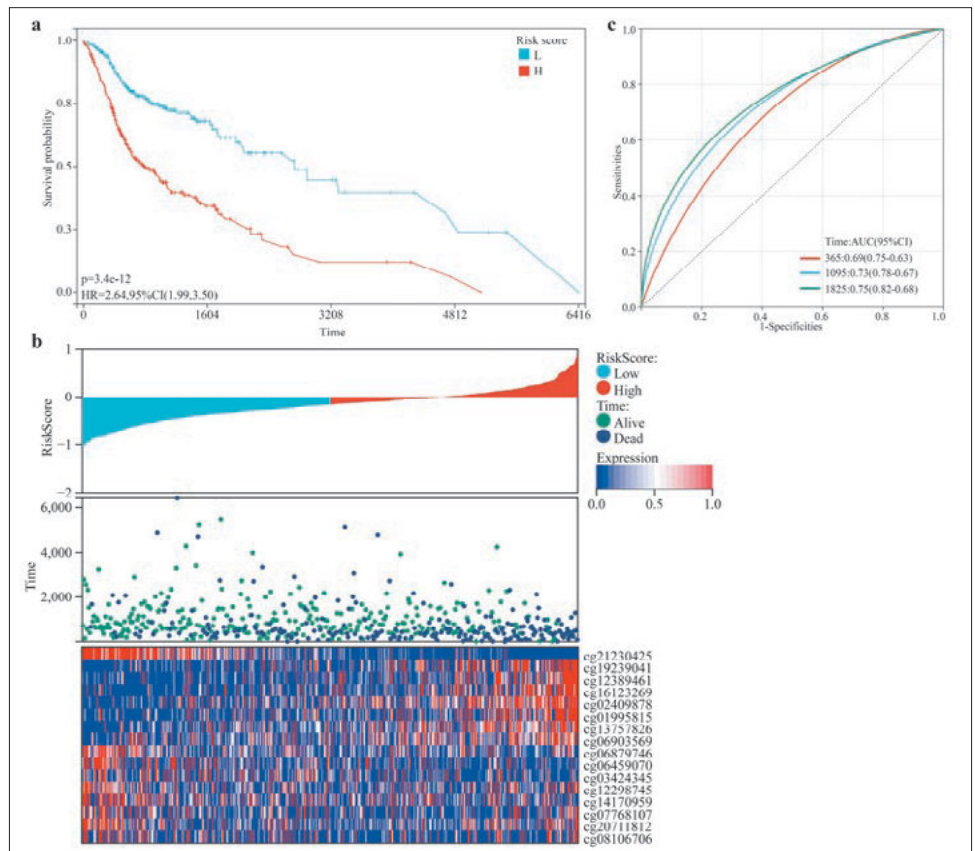 a
Risk score
L
H
1.0
0.8
0.5
0.3
0.0
Survival probability
p=3.4e-12
HR=2.64,95%CI(1.99,3.50)
0
1604
3208
4812
6416
Time
c
1.0
0.8
0.6
0.4
0.2
0.0
Sensitivities
Time:AUC(95%CI)
365:0.69(0.75-0.63)
1095:0.73(0.78-0.67)
1825:0.75(0.82-0.68)
0.2
0.4
0.6
0.8
1.0
1-Specificities
b
1
0
−1
−2
RiskScore
RiskScore:
Low
High
Time:
Alive
Dead
Expression
0.0
0.5
1.0
6,000
4,000
2,000
Time
cg21230425
cg19239041
cg12389461
cg16123269
cg02409878
cg01995815
cg13757826
cg06903569
cg06879746
cg06459070
cg03424345
cg12298745
cg14170959
cg07768107
cg20711812
cg08106706